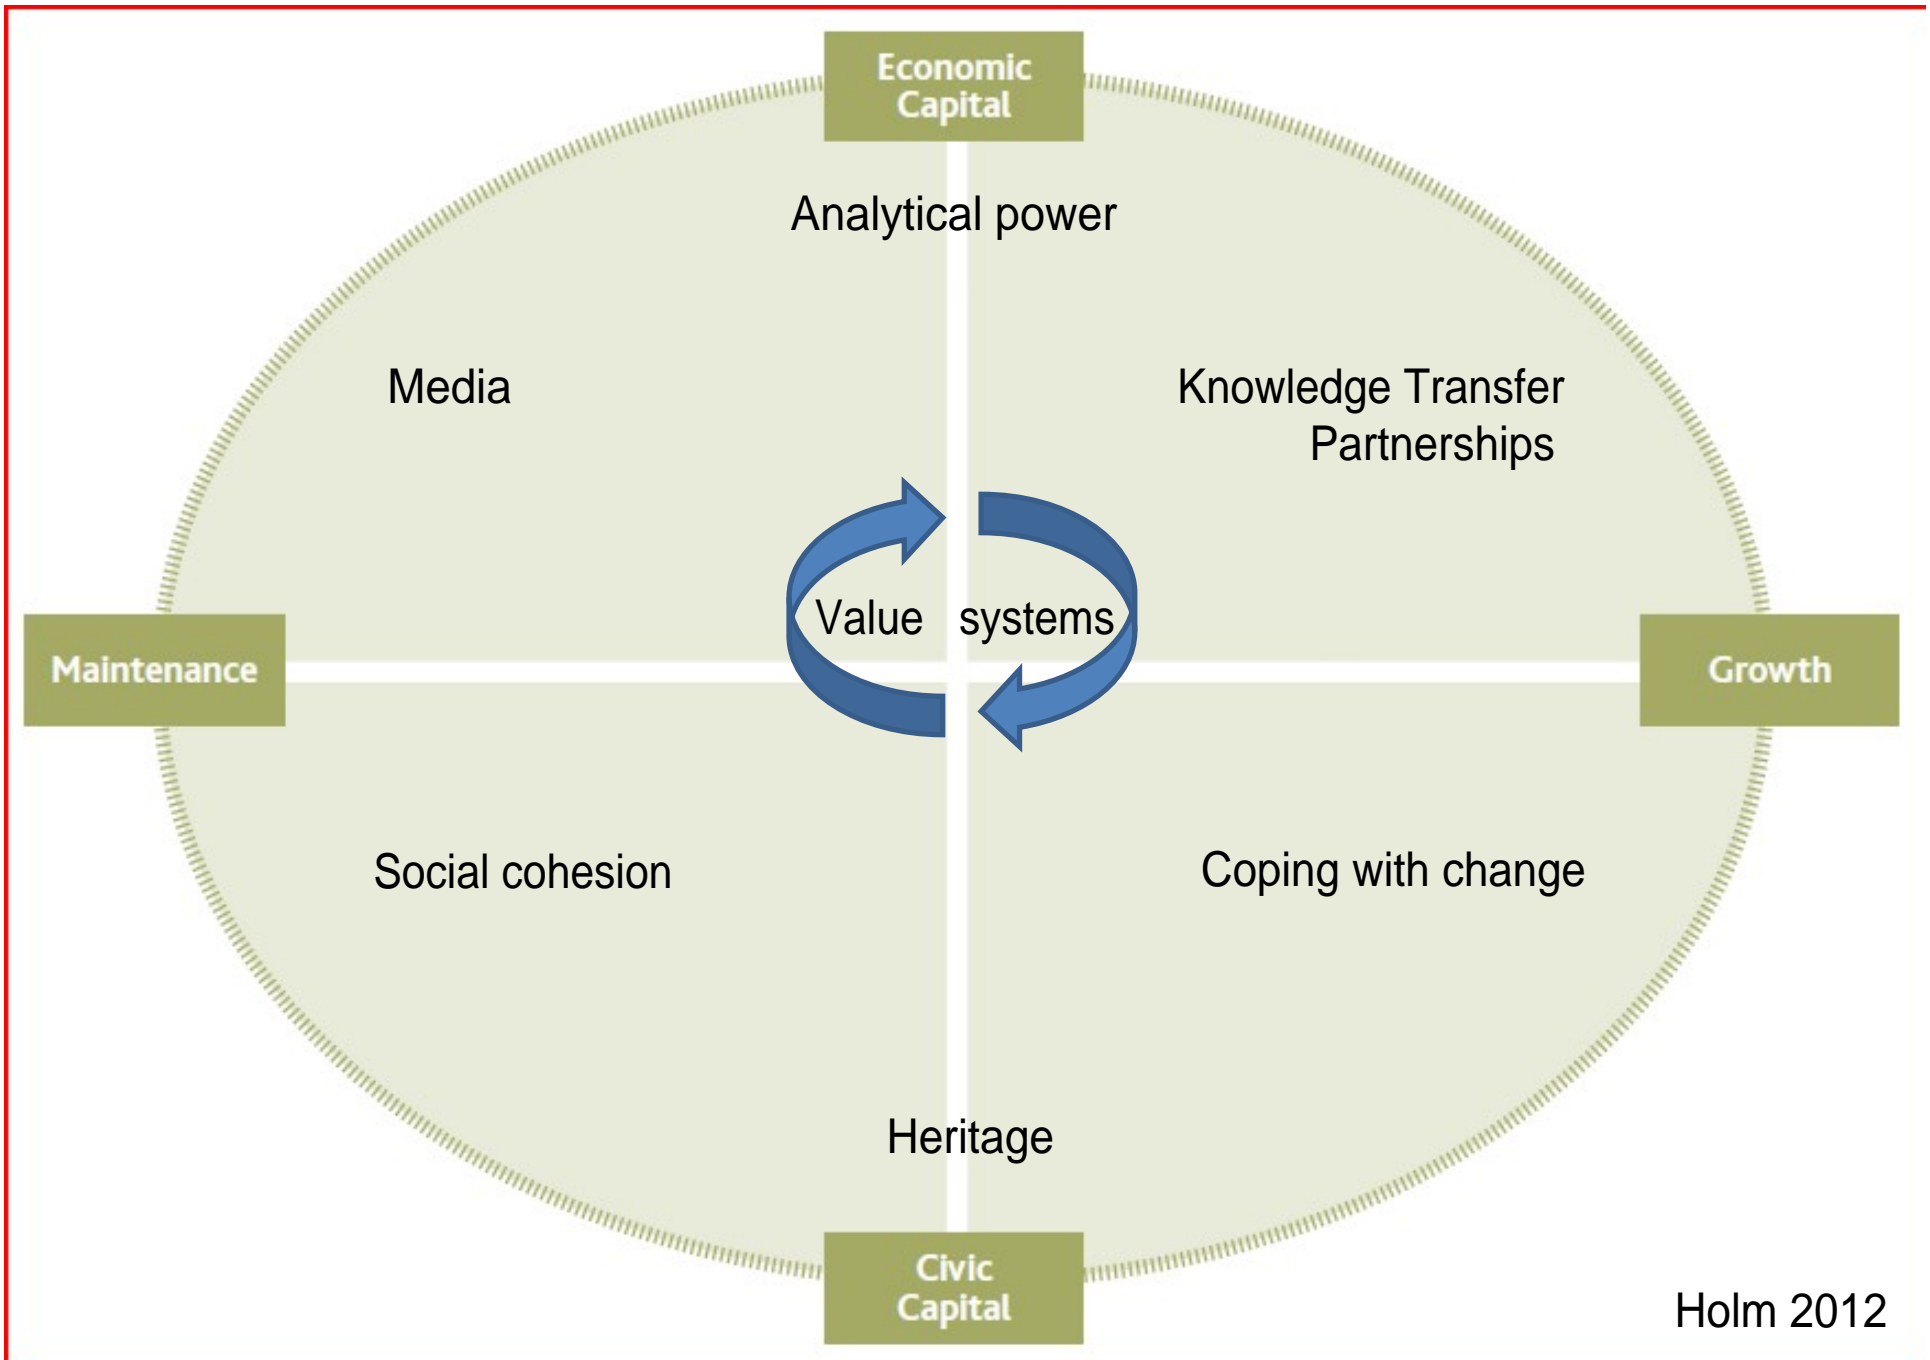 Economic
Capital
Analytical power
Media
Knowledge Transfer
Partnerships
Value systems
Maintenance
Growth
Social cohesion
Coping with change
Heritage
Civic
Capital
Holm 2012